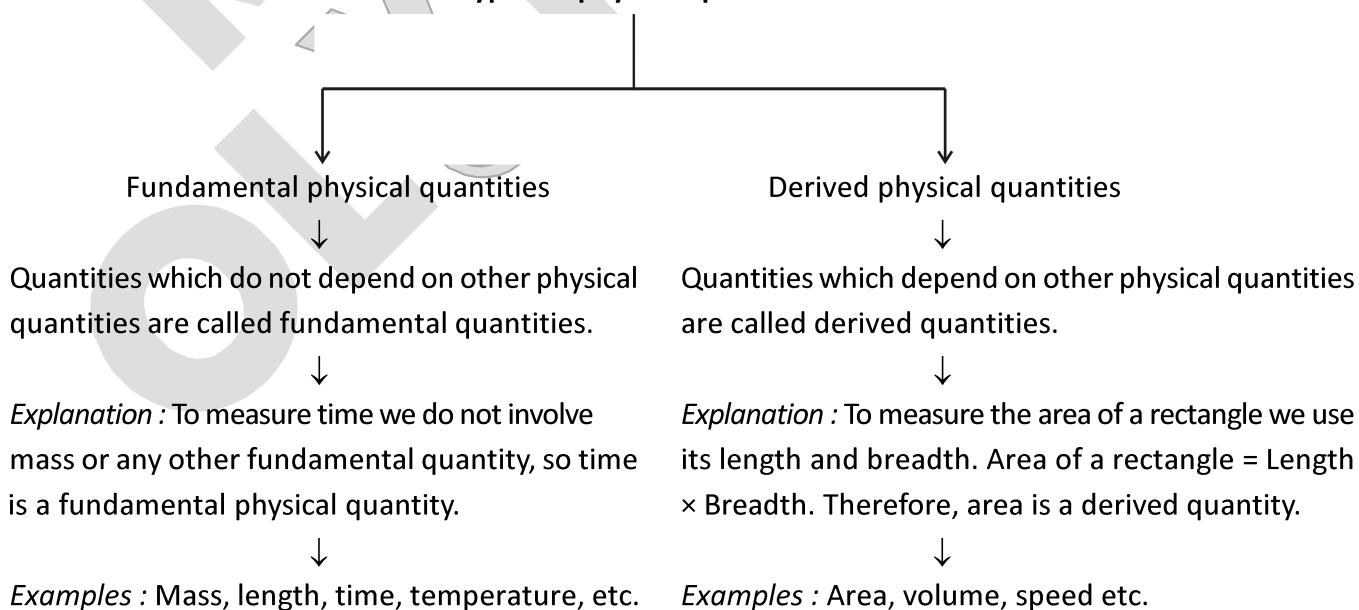 Fundamental physical quantities
Derived physical quantities
↓
↓
Quantities which do not depend on other physical
quantities are called fundamental quantities.
Quantities which depend on other physical quantities
are called derived quantities.
↓
↓
Explanation : To measure time we do not involve
mass or any other fundamental quantity, so time
is a fundamental physical quantity.
Explanation : To measure the area of a rectangle we use
its length and breadth. Area of a rectangle = Length
× Breadth. Therefore, area is a derived quantity.
↓
↓
Examples : Mass, length, time, temperature, etc.
Examples : Area, volume, speed etc.